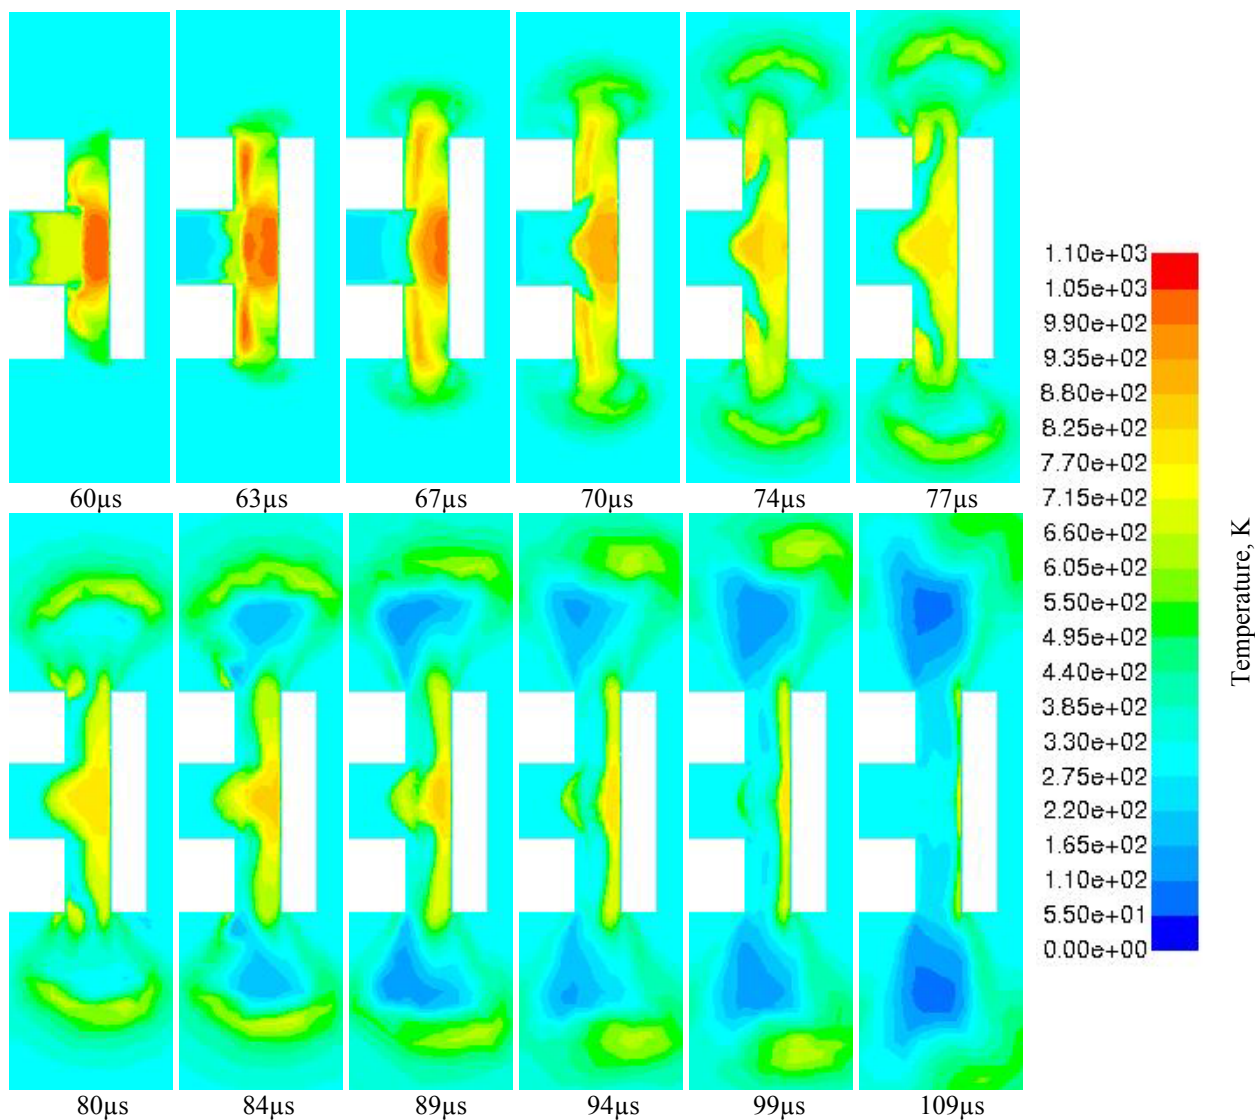 60µs 63µs 67µs 70µs 74µs 77µs
80µs 84µs 89µs 94µs 99µs 109µs
1.10e+03
1.05e+03
9.90e+02
9.35e+02
8.80e+02
8.25e+02
7.70e+02
7.15e+02
6.60e+02
6.05e+02
5.50e+02
4.95e+02
4.40e+02
3.85e+02
3.30e+02
2.75e+02
2.20e+02
1.65e+02
1.10e+02
5.50e+01
0.00e+00
Temperature, K